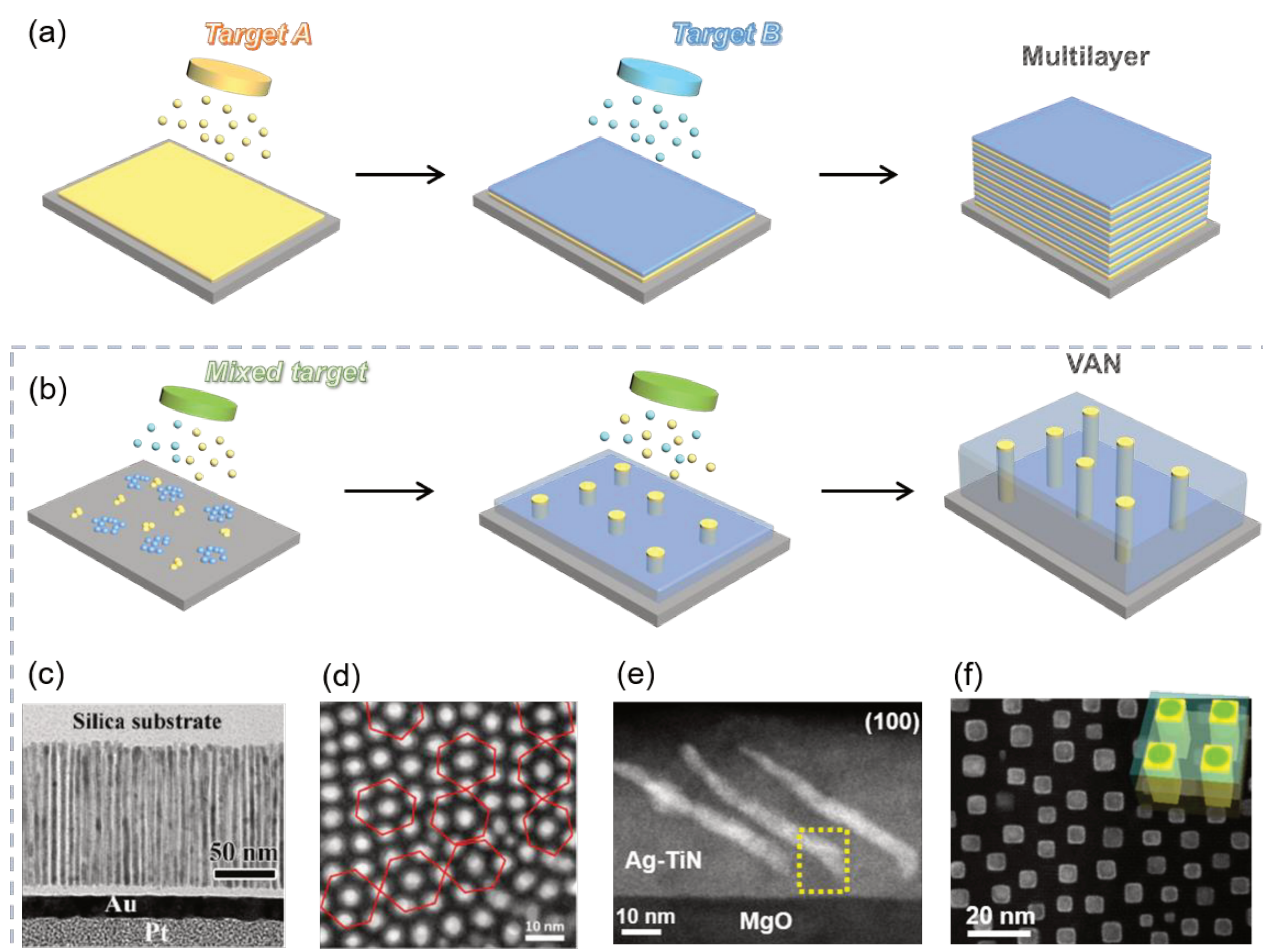 (a)
Target A
Target B
Multilayer
(b)
Mixed target
VAN
(c)
(d)
(e)
(f)
Silica substrate
50 nm
Au
Pt
10 nm
(100)
Ag-TiN
10 nm
MgO
20 nm